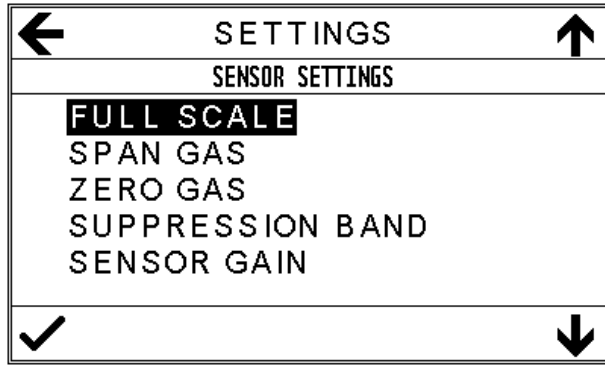 SETTINGS
SENSOR SETTINGS
FULL SCALE
SPAN GAS
ZERO GAS
SUPPRESSION BAND
SENSOR GAIN